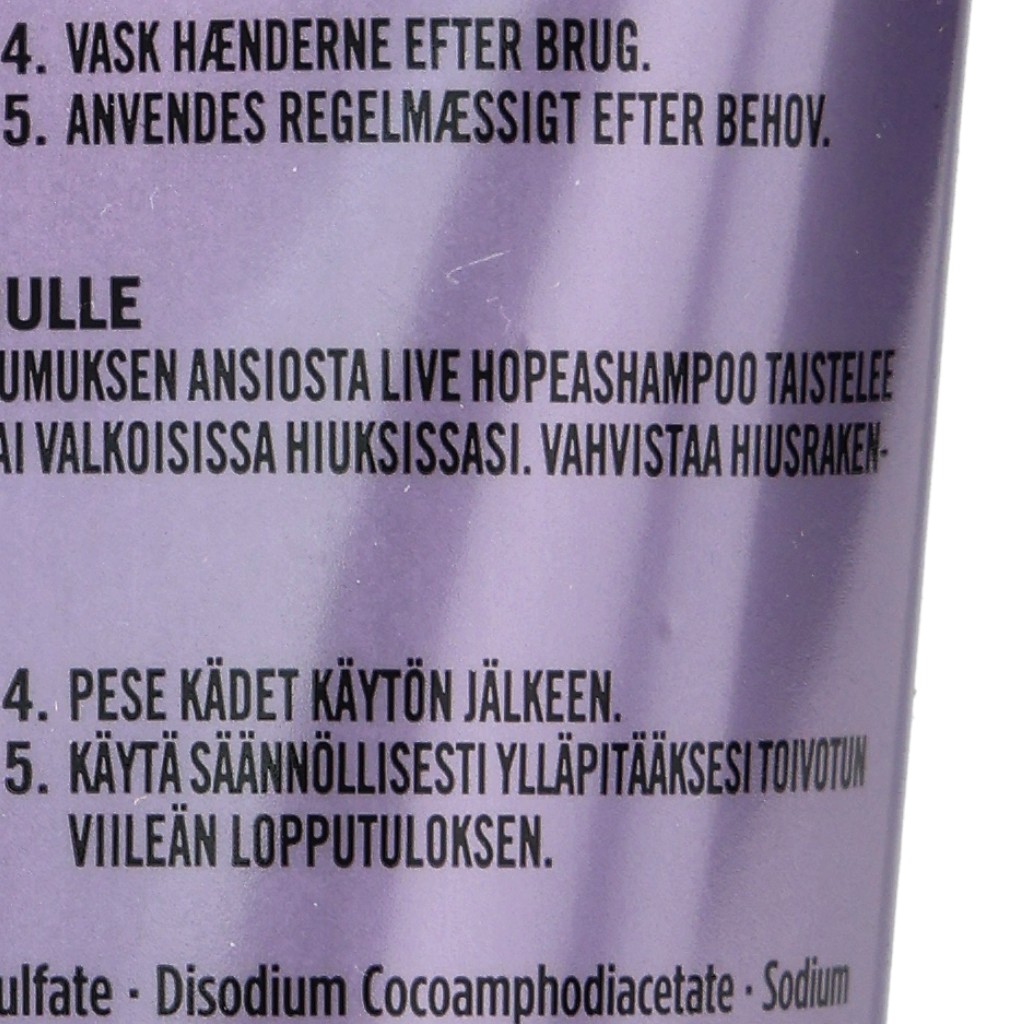 4. VASK HÆNDERNE EFTER BRUG.
5. ANVENDES REGELMÆSSIGT EFTER BEHOV.
ULLE
UMUKSEN ANSIOSTA LIVE HOPEASHAMPOO TAISTELEE
AI VALKOISISSA HIUKSISSASI. VAHVISTAA HIUSRAKEN-
4. PESE KÄDET KÄYTÖN JÄLKEEN.
5. KÄYTÄ SÄÄNNÖLLISESTI YLLÄPITÄÄKSESI TOIVOTUN
VIILEÄN LOPPUTULOKSEN.
ulfate · Disodium Cocoamphodiacetate · Sodium